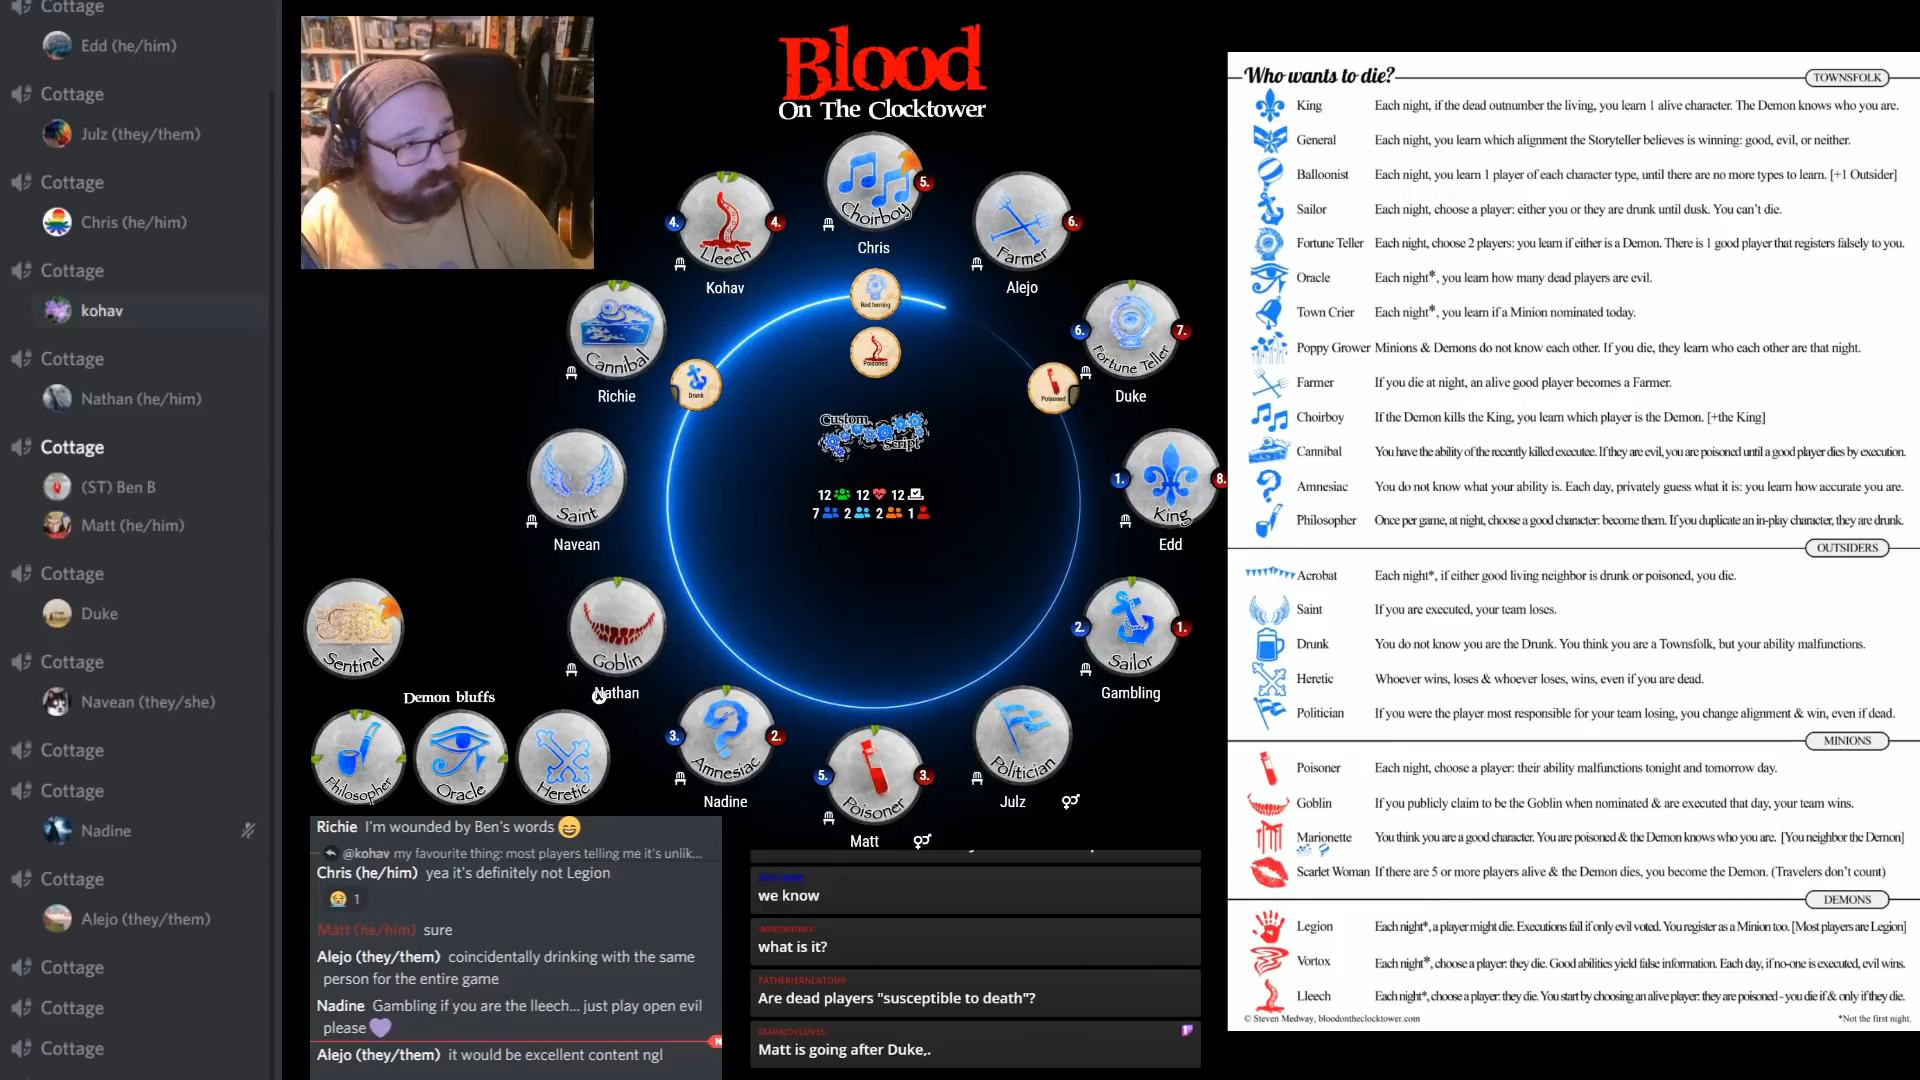 Cottage
Edd (he/him)
Cottage
Julz (they/them)
Cottage
Chris (he/him)
Cottage
kohav
Cottage
Nathan (he/him)
Cottage
(ST) Ben B
Matt (he/him)
Cottage
Duke
Cottage
Navean (they/she)
Cottage
Cottage
Nadine
Cottage
Alejo (they/them)
Cottage
Cottage
Cottage
Blood
On The Clocktower
Choirboy
5.
Chris
4.
Lleech
4.
Kohav
Farmer
6.
Alejo
Cannibal
Richie
6.
Fortune Teller
7.
Duke
Red herring
Poisoned
Drunk
Poisoned
Custom
Script
12 12 12
7 2 2 1
Saint
Navean
1.
King
8.
Edd
Goblin
Nathan
2.
Sailor
1.
Gambling
3.
Amnesiac
2.
Nadine
5.
Poisoner
3.
Matt
Politician
Julz
Sentinel
Demon bluffs
Philosopher
Oracle
Heretic
Richie I'm wounded by Ben's words
@kohav my favourite thing: most players telling me it's unlik...
Chris (he/him) yea it's definitely not Legion
1
Matt (he/him) sure
Alejo (they/them) coincidentally drinking with the same
person for the entire game
Nadine Gambling if you are the lleech... just play open evil
please
Alejo (they/them) it would be excellent content ngl
we know
WINDRIDERX
what is it?
FATHERJEANLATOUR
Are dead players "susceptible to death"?
MARAJOYLOVES
Matt is going after Duke,.
Who wants to die?
TOWNSFOLK
King Each night, if the dead outnumber the living, you learn 1 alive character. The Demon knows who you are.
General Each night, you learn which alignment the Storyteller believes is winning: good, evil, or neither.
Balloonist Each night, you learn 1 player of each character type, until there are no more types to learn. [+1 Outsider]
Sailor Each night, choose a player: either you or they are drunk until dusk. You can't die.
Fortune Teller Each night, choose 2 players: you learn if either is a Demon. There is 1 good player that registers falsely to you.
Oracle Each night*, you learn how many dead players are evil.
Town Crier Each night*, you learn if a Minion nominated today.
Poppy Grower Minions & Demons do not know each other. If you die, they learn who each other are that night.
Farmer If you die at night, an alive good player becomes a Farmer.
Choirboy If the Demon kills the King, you learn which player is the Demon. [+the King]
Cannibal You have the ability of the recently killed executee. If they are evil, you are poisoned until a good player dies by execution.
Amnesiac You do not know what your ability is. Each day, privately guess what it is: you learn how accurate you are.
Philosopher Once per game, at night, choose a good character: become them. If you duplicate an in-play character, they are drunk.
OUTSIDERS
Acrobat Each night*, if either good living neighbor is drunk or poisoned, you die.
Saint If you are executed, your team loses.
Drunk You do not know you are the Drunk. You think you are a Townsfolk, but your ability malfunctions.
Heretic Whoever wins, loses & whoever loses, wins, even if you are dead.
Politician If you were the player most responsible for your team losing, you change alignment & win, even if dead.
MINIONS
Poisoner Each night, choose a player: their ability malfunctions tonight and tomorrow day.
Goblin If you publicly claim to be the Goblin when nominated & are executed that day, your team wins.
Marionette You think you are a good character. You are poisoned & the Demon knows who you are. [You neighbor the Demon]
Scarlet Woman If there are 5 or more players alive & the Demon dies, you become the Demon. (Travelers don't count)
DEMONS
Legion Each night*, a player might die. Executions fail if only evil voted. You register as a Minion too. [Most players are Legion]
Vortox Each night*, choose a player: they die. Good abilities yield false information. Each day, if no-one is executed, evil wins.
Lleech Each night*, choose a player: they die. You start by choosing an alive player: they are poisoned - you die if & only if they die.
© Steven Medway, bloodontheclocktower.com *Not the first night.